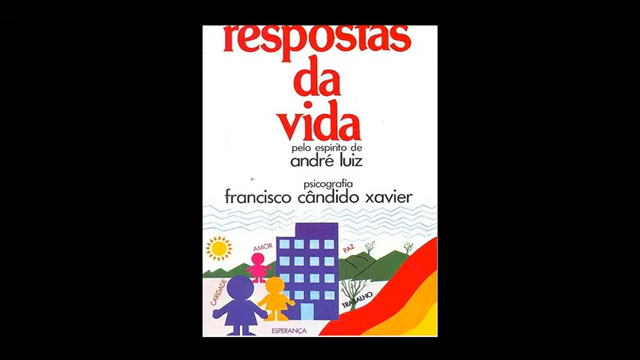 respostas
da
vida
pelo espírito de
andré luiz
psicografia
francisco cândido xavier
AMOR
PAZ
CARIDADE
TRABALHO
ESPERANÇA